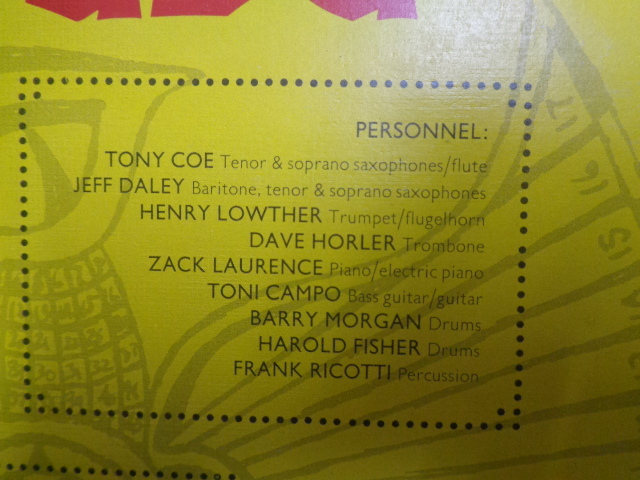 PERSONNEL:
TONY COE Tenor & soprano saxophones/flute
JEFF DALEY Baritone, tenor & soprano saxophones
HENRY LOWTHER Trumpet/flugelhorn
DAVE HORLER Trombone
ZACK LAURENCE Piano/electric piano
TONI CAMPO Bass guitar/guitar
BARRY MORGAN Drums
HAROLD FISHER Drums
FRANK RICOTTI Percussion